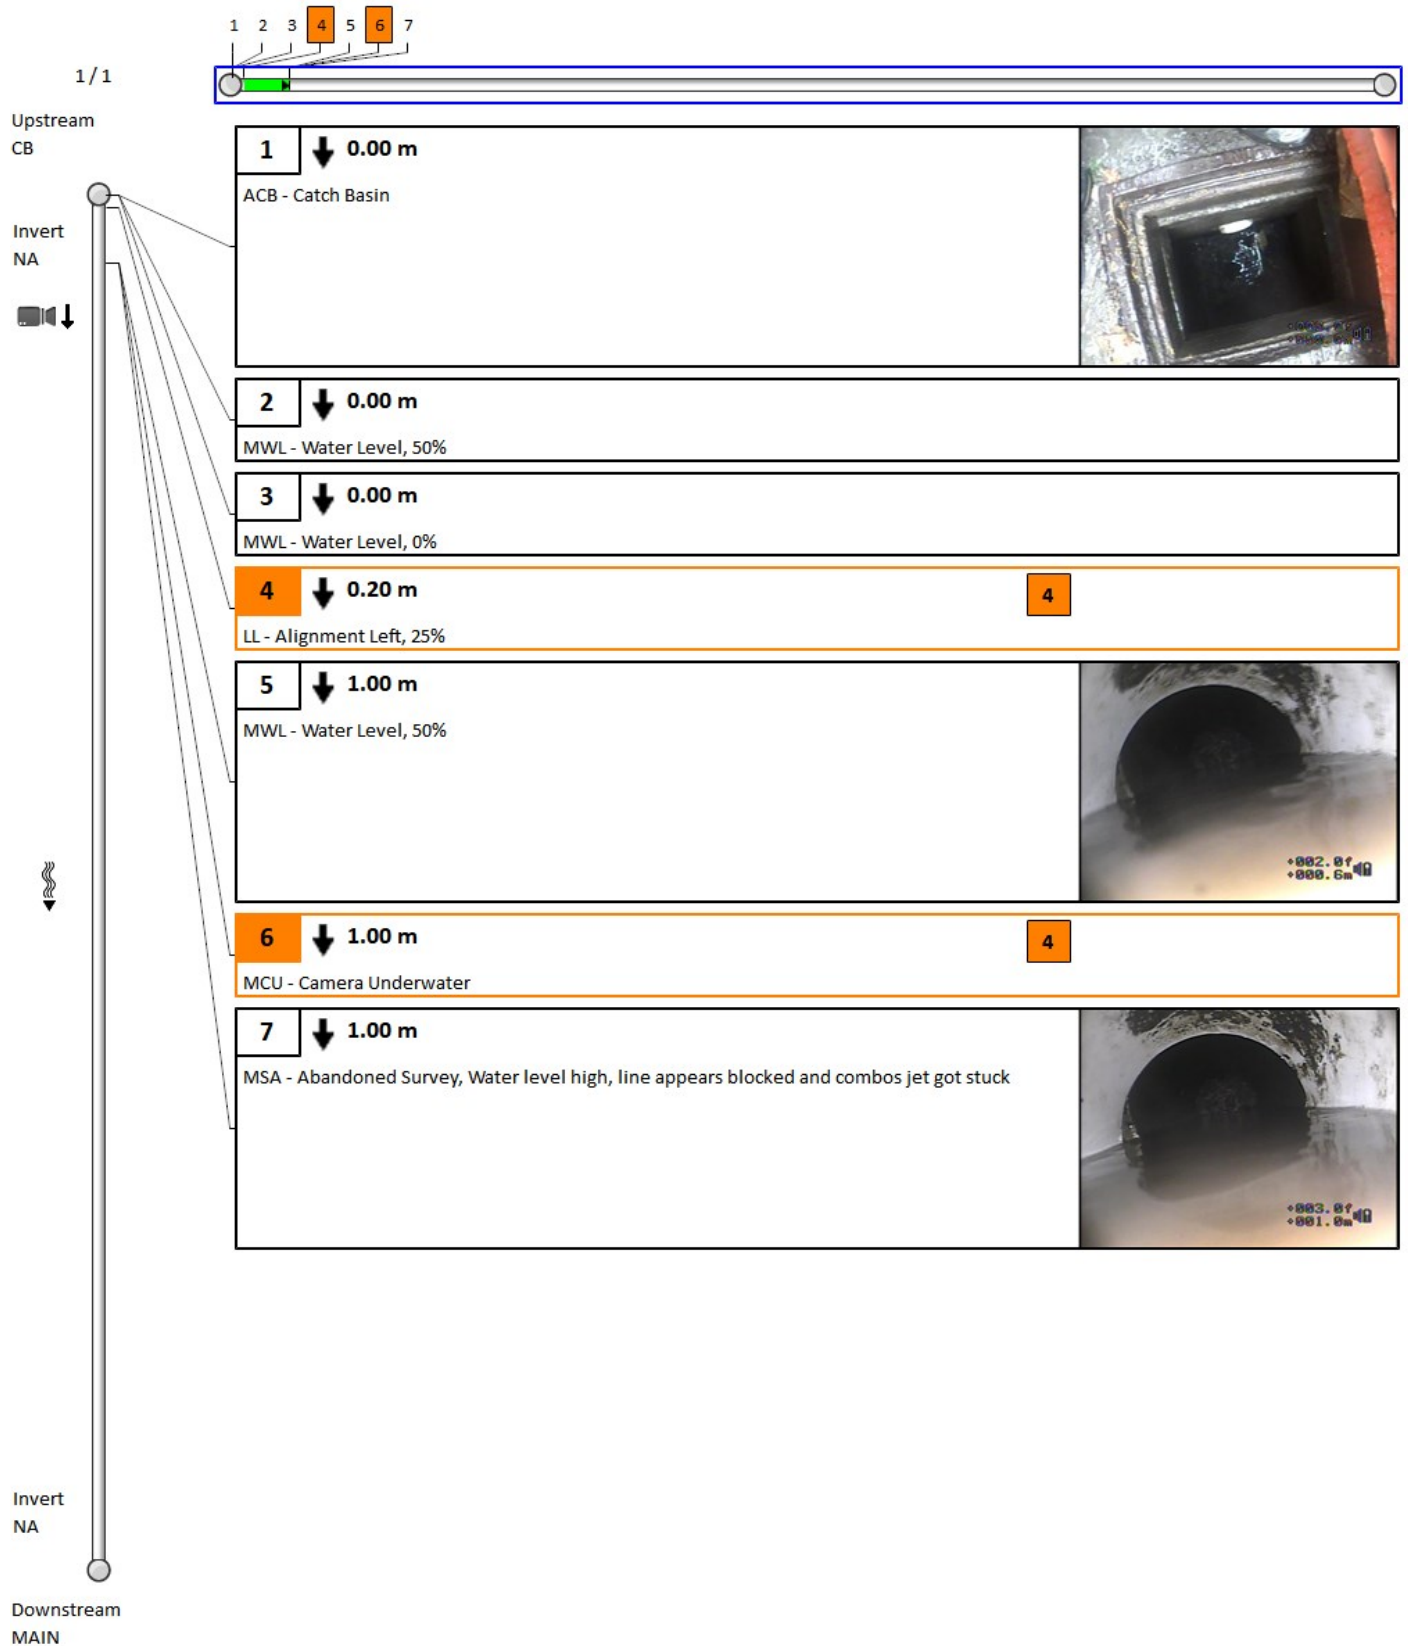 1 2 3 4 5 6 7
1 / 1
Upstream
CB
Invert
NA
1 0.00 m
ACB - Catch Basin
2 0.00 m
MWL - Water Level, 50%
3 0.00 m
MWL - Water Level, 0%
4 0.20 m 4
LL - Alignment Left, 25%
5 1.00 m
MWL - Water Level, 50%
+002.0f
+000.6m
6 1.00 m 4
MCU - Camera Underwater
7 1.00 m
MSA - Abandoned Survey, Water level high, line appears blocked and combos jet got stuck
+003.0f
+001.0m
Invert
NA
Downstream
MAIN